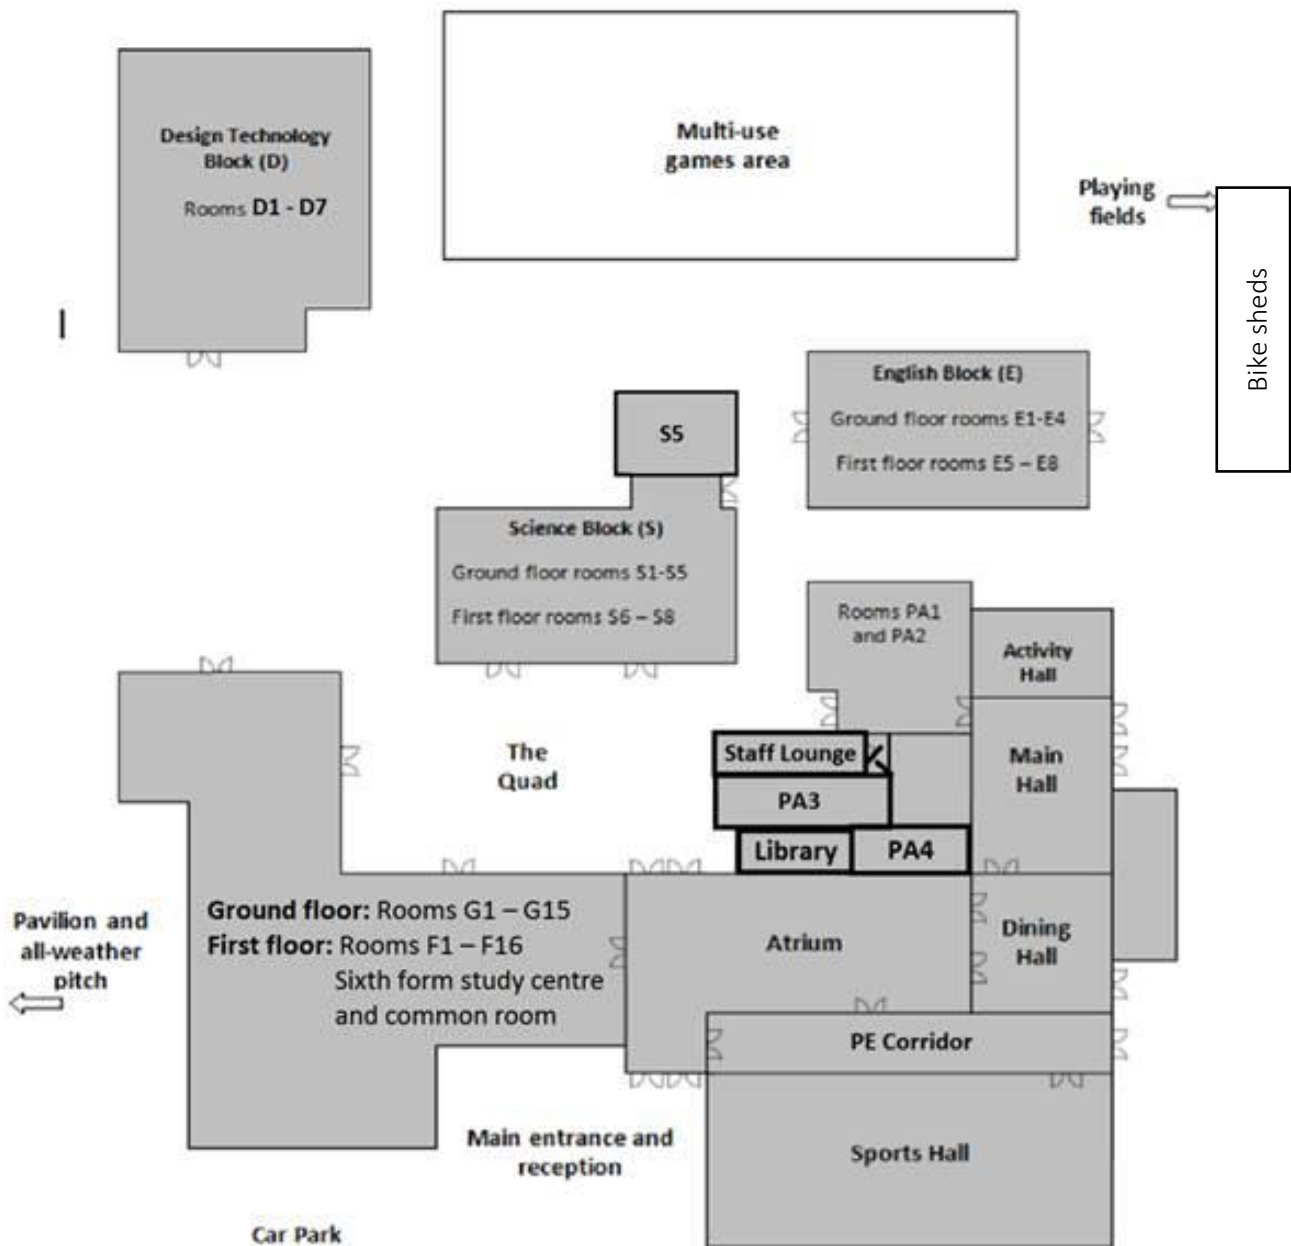 Design Technology
Block (D)
Rooms D1 - D7
Multi-use
games area
Playing
fields
Bike sheds
English Block (E)
Ground floor rooms E1-E4
First floor rooms E5 – E8
S5
Science Block (S)
Ground floor rooms S1-S5
First floor rooms S6 – S8
Rooms PA1
and PA2
Activity
Hall
The
Quad
Staff Lounge
PA3
Library
PA4
Main
Hall
Pavilion and
all-weather
pitch
Ground floor: Rooms G1 – G15
First floor: Rooms F1 – F16
Sixth form study centre
and common room
Atrium
Dining
Hall
PE Corridor
Main entrance and
reception
Sports Hall
Car Park